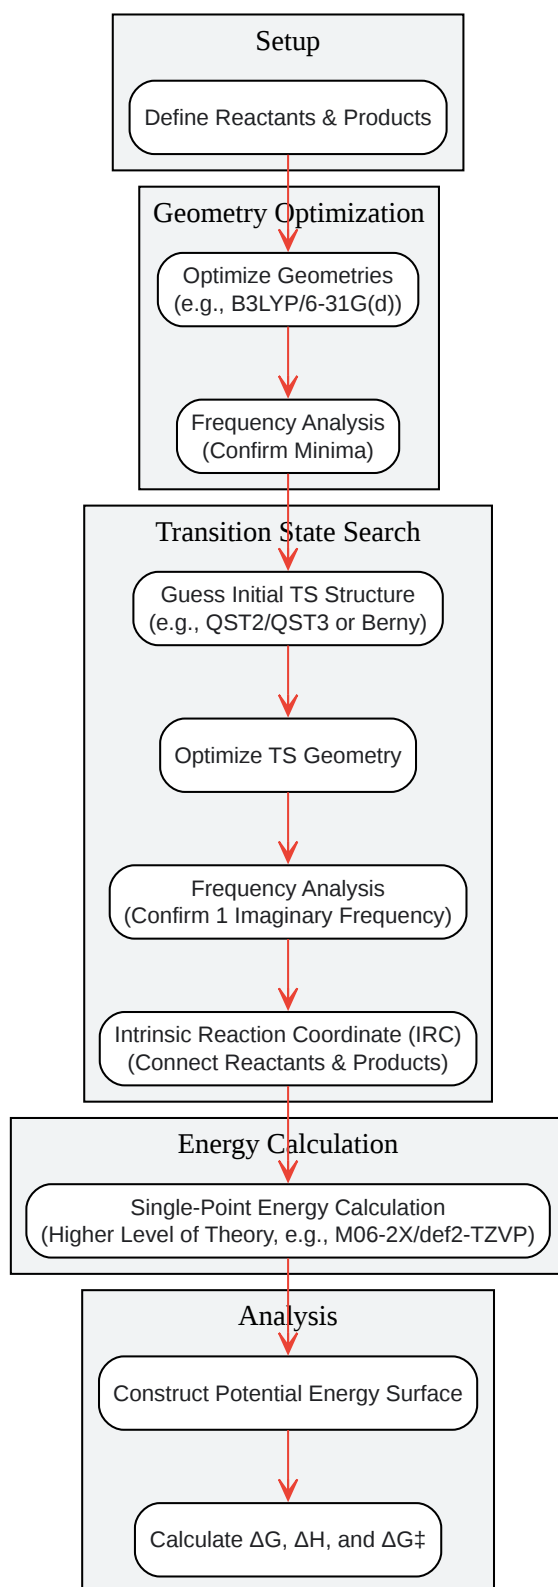 Setup
Define Reactants & Products
Geometry Optimization
Optimize Geometries
(e.g., B3LYP/6-31G(d))
Frequency Analysis
(Confirm Minima)
Transition State Search
Guess Initial TS Structure
(e.g., QST2/QST3 or Berny)
Optimize TS Geometry
Frequency Analysis
(Confirm 1 Imaginary Frequency)
Intrinsic Reaction Coordinate (IRC)
(Connect Reactants & Products)
Energy Calculation
Single-Point Energy Calculation
(Higher Level of Theory, e.g., M06-2X/def2-TZVP)
Analysis
Construct Potential Energy Surface
Calculate ΔG, ΔH, and ΔG‡